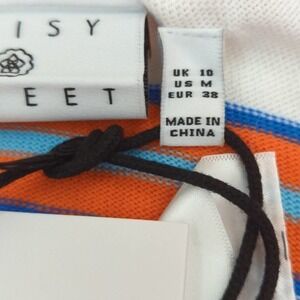 ISY
EET
UK 10
US M
EUR 38
MADE IN
CHINA